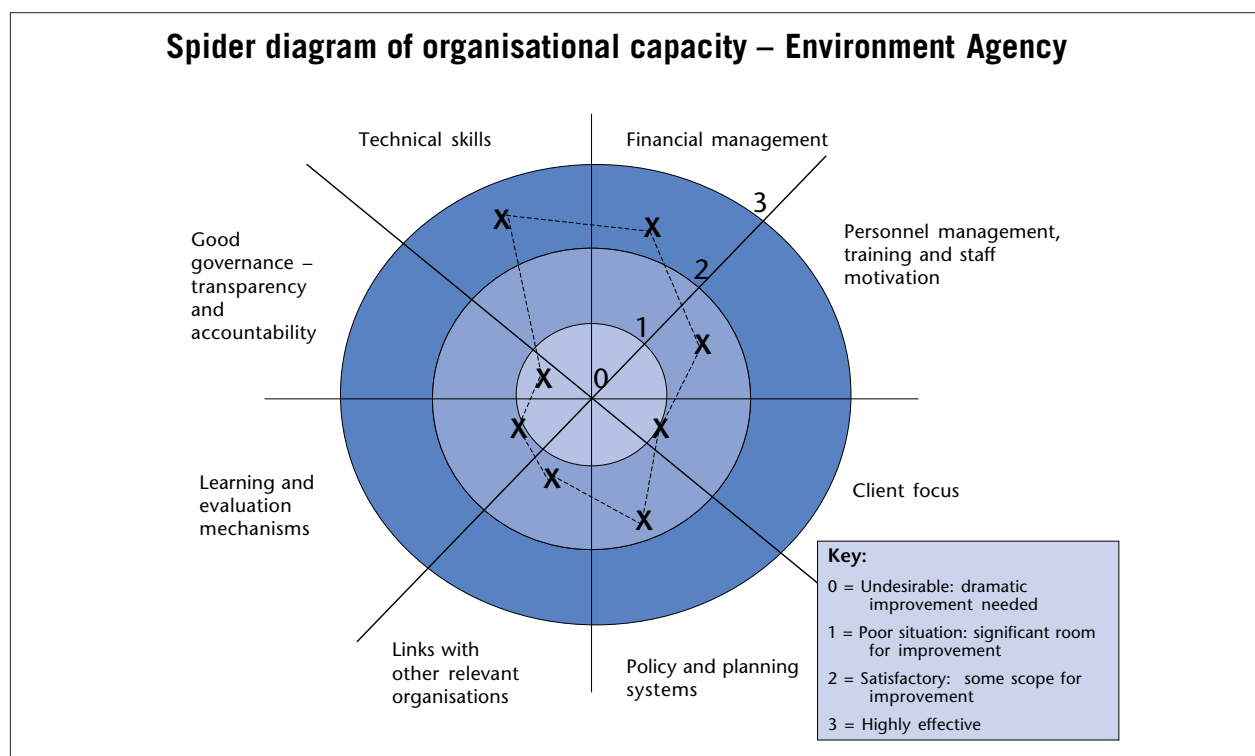 Spider diagram of organisational capacity – Environment Agency
Technical skills
Financial management
3
Personnel management,
training and staff
motivation
Good
governance –
transparency
and
accountability
X
X
2
1
X
0
X
X
X
X
X
Learning and
evaluation
mechanisms
Client focus
Links with
other relevant
organisations
Policy and planning
systems
Key:
0 = Undesirable: dramatic
improvement needed
1 = Poor situation: significant room
for improvement
2 = Satisfactory: some scope for
improvement
3 = Highly effective